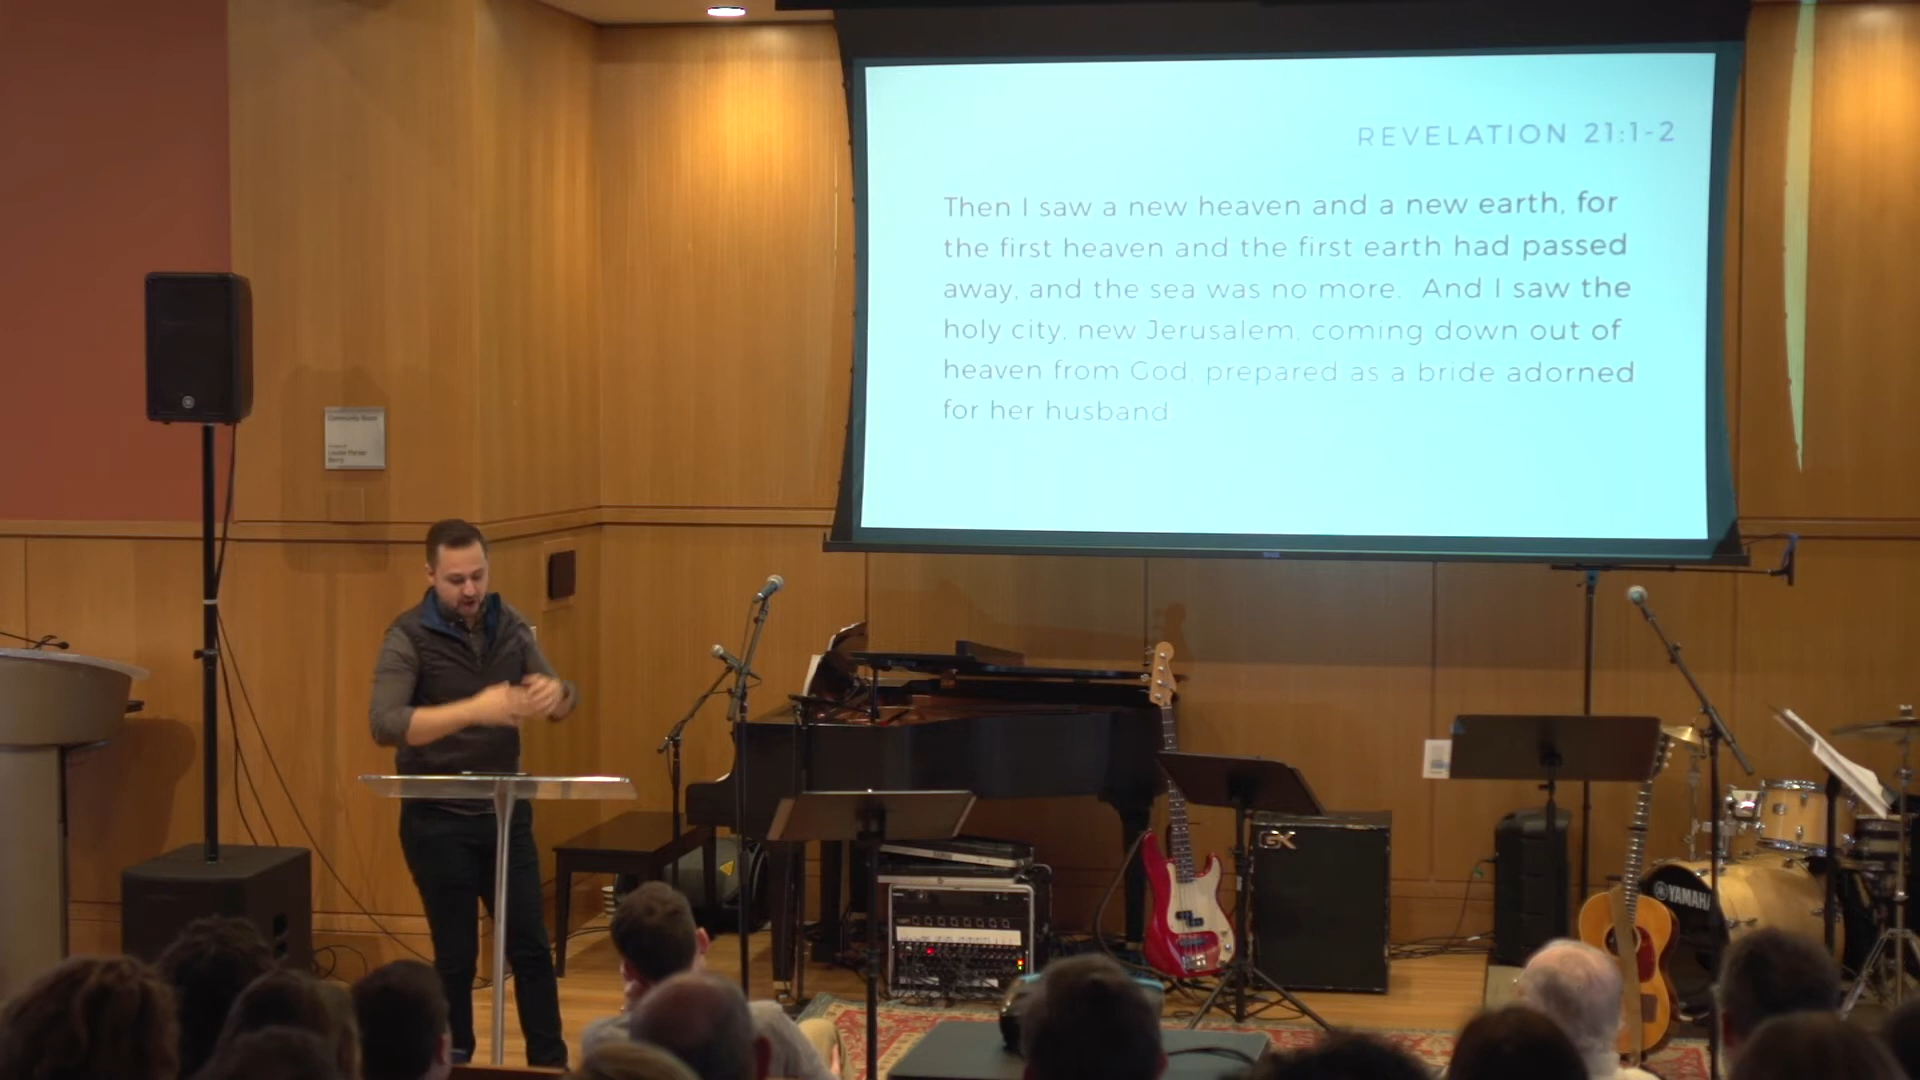 REVELATION 21:1-2
Then I saw a new heaven and a new earth, for
the first heaven and the first earth had passed
away, and the sea was no more. And I saw the
holy city, new Jerusalem, coming down out of
heaven from God, prepared as a bride adorned
for her husband
Community Room
GK
YAMAHA